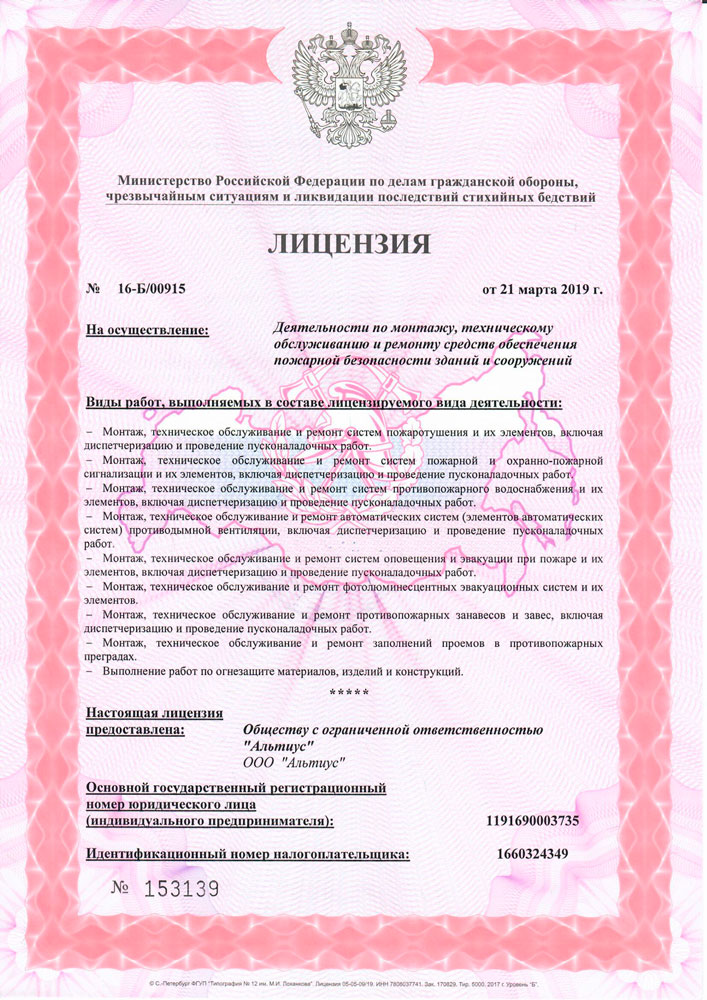 Министерство Российской Федерации по делам гражданской обороны,
чрезвычайным ситуациям и ликвидации последствий стихийных бедствий
ЛИЦЕНЗИЯ
№ 16-Б/00915 от 21 марта 2019 г.
На осуществление: Деятельности по монтажу, техническому
обслуживанию и ремонту средств обеспечения
пожарной безопасности зданий и сооружений
Виды работ, выполняемых в составе лицензируемого вида деятельности:
– Монтаж, техническое обслуживание и ремонт систем пожаротушения и их элементов, включая
диспетчеризацию и проведение пусконаладочных работ.
– Монтаж, техническое обслуживание и ремонт систем пожарной и охранно-пожарной
сигнализации и их элементов, включая диспетчеризацию и проведение пусконаладочных работ.
– Монтаж, техническое обслуживание и ремонт систем противопожарного водоснабжения и их
элементов, включая диспетчеризацию и проведение пусконаладочных работ.
– Монтаж, техническое обслуживание и ремонт автоматических систем (элементов автоматических
систем) противодымной вентиляции, включая диспетчеризацию и проведение пусконаладочных
работ.
– Монтаж, техническое обслуживание и ремонт систем оповещения и эвакуации при пожаре и их
элементов, включая диспетчеризацию и проведение пусконаладочных работ.
– Монтаж, техническое обслуживание и ремонт фотолюминесцентных эвакуационных систем и их
элементов.
– Монтаж, техническое обслуживание и ремонт противопожарных занавесов и завес, включая
диспетчеризацию и проведение пусконаладочных работ.
– Монтаж, техническое обслуживание и ремонт заполнений проемов в противопожарных
преградах.
– Выполнение работ по огнезащите материалов, изделий и конструкций.
*****
Настоящая лицензия
предоставлена: Обществу с ограниченной ответственностью
"Альтиус"
ООО "Альтиус"
Основной государственный регистрационный
номер юридического лица
(индивидуального предпринимателя): 1191690003735
Идентификационный номер налогоплательщика: 1660324349
№ 153139
© С.-Петербург ФГУП "Типография № 12 им. М.И. Лоханкова". Лицензия 05-05-09/19. ИНН 7806037741. Зак. 170829. Тир. 5000. 2017 г. Уровень "Б".